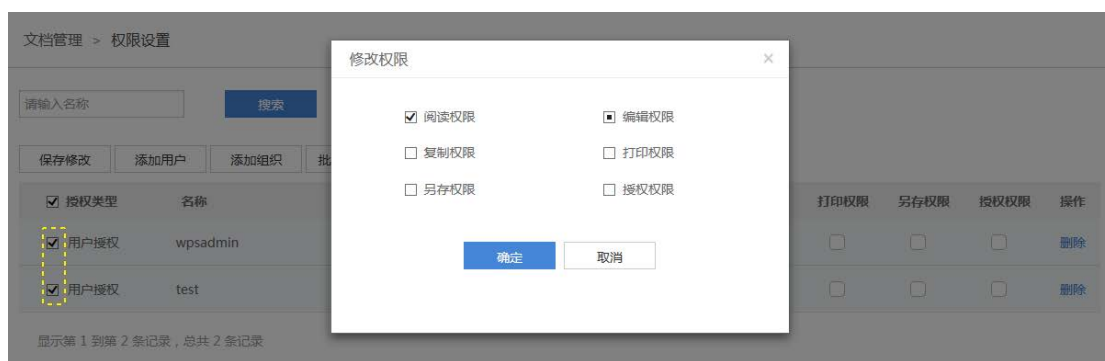 文档管理 > 权限设置
修改权限
请输入名称 搜索
阅读权限 编辑权限
复制权限 打印权限
另存权限 授权权限
保存修改 添加用户 添加组织 批
授权类型 名称 打印权限 另存权限 授权权限 操作
用户授权 wpsadmin 删除
确定 取消
用户授权 test 删除
显示第 1 到第 2 条记录，总共 2 条记录